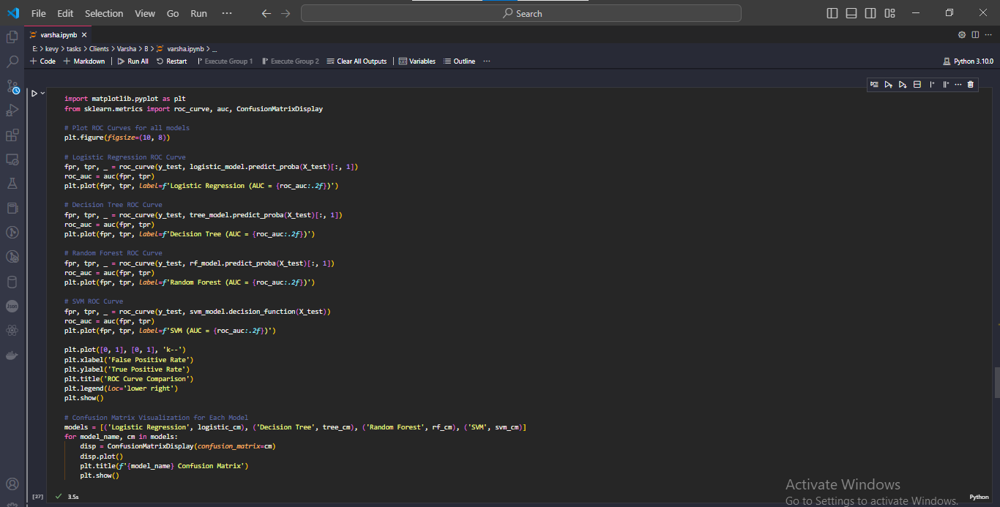 File Edit Selection View Go Run ··· Search
varsha.ipynb
E: > kevy > tasks > Clients > Varsha > B > varsha.ipynb > ...
+ Code + Markdown | Run All Restart Execute Group 1 Execute Group 2 Clear All Outputs | Variables Outline ··· Python 3.10.0
import matplotlib.pyplot as plt
from sklearn.metrics import roc_curve, auc, ConfusionMatrixDisplay
# Plot ROC Curves for all models
plt.figure(figsize=(10, 8))
# Logistic Regression ROC Curve
fpr, tpr, _ = roc_curve(y_test, logistic_model.predict_proba(X_test)[:, 1])
roc_auc = auc(fpr, tpr)
plt.plot(fpr, tpr, label=f'Logistic Regression (AUC = {roc_auc:.2f})')
# Decision Tree ROC Curve
fpr, tpr, _ = roc_curve(y_test, tree_model.predict_proba(X_test)[:, 1])
roc_auc = auc(fpr, tpr)
plt.plot(fpr, tpr, label=f'Decision Tree (AUC = {roc_auc:.2f})')
# Random Forest ROC Curve
fpr, tpr, _ = roc_curve(y_test, rf_model.predict_proba(X_test)[:, 1])
roc_auc = auc(fpr, tpr)
plt.plot(fpr, tpr, label=f'Random Forest (AUC = {roc_auc:.2f})')
# SVM ROC Curve
fpr, tpr, _ = roc_curve(y_test, svm_model.decision_function(X_test))
roc_auc = auc(fpr, tpr)
plt.plot(fpr, tpr, label=f'SVM (AUC = {roc_auc:.2f})')
plt.plot([0, 1], [0, 1], 'k--')
plt.xlabel('False Positive Rate')
plt.ylabel('True Positive Rate')
plt.title('ROC Curve Comparison')
plt.legend(loc='lower right')
plt.show()
# Confusion Matrix Visualization for Each Model
models = [('Logistic Regression', logistic_cm), ('Decision Tree', tree_cm), ('Random Forest', rf_cm), ('SVM', svm_cm)]
for model_name, cm in models:
    disp = ConfusionMatrixDisplay(confusion_matrix=cm)
    disp.plot()
    plt.title(f'{model_name} Confusion Matrix')
    plt.show()
Json
[27] 3.5s
Activate Windows
Go to Settings to activate Windows.
Python